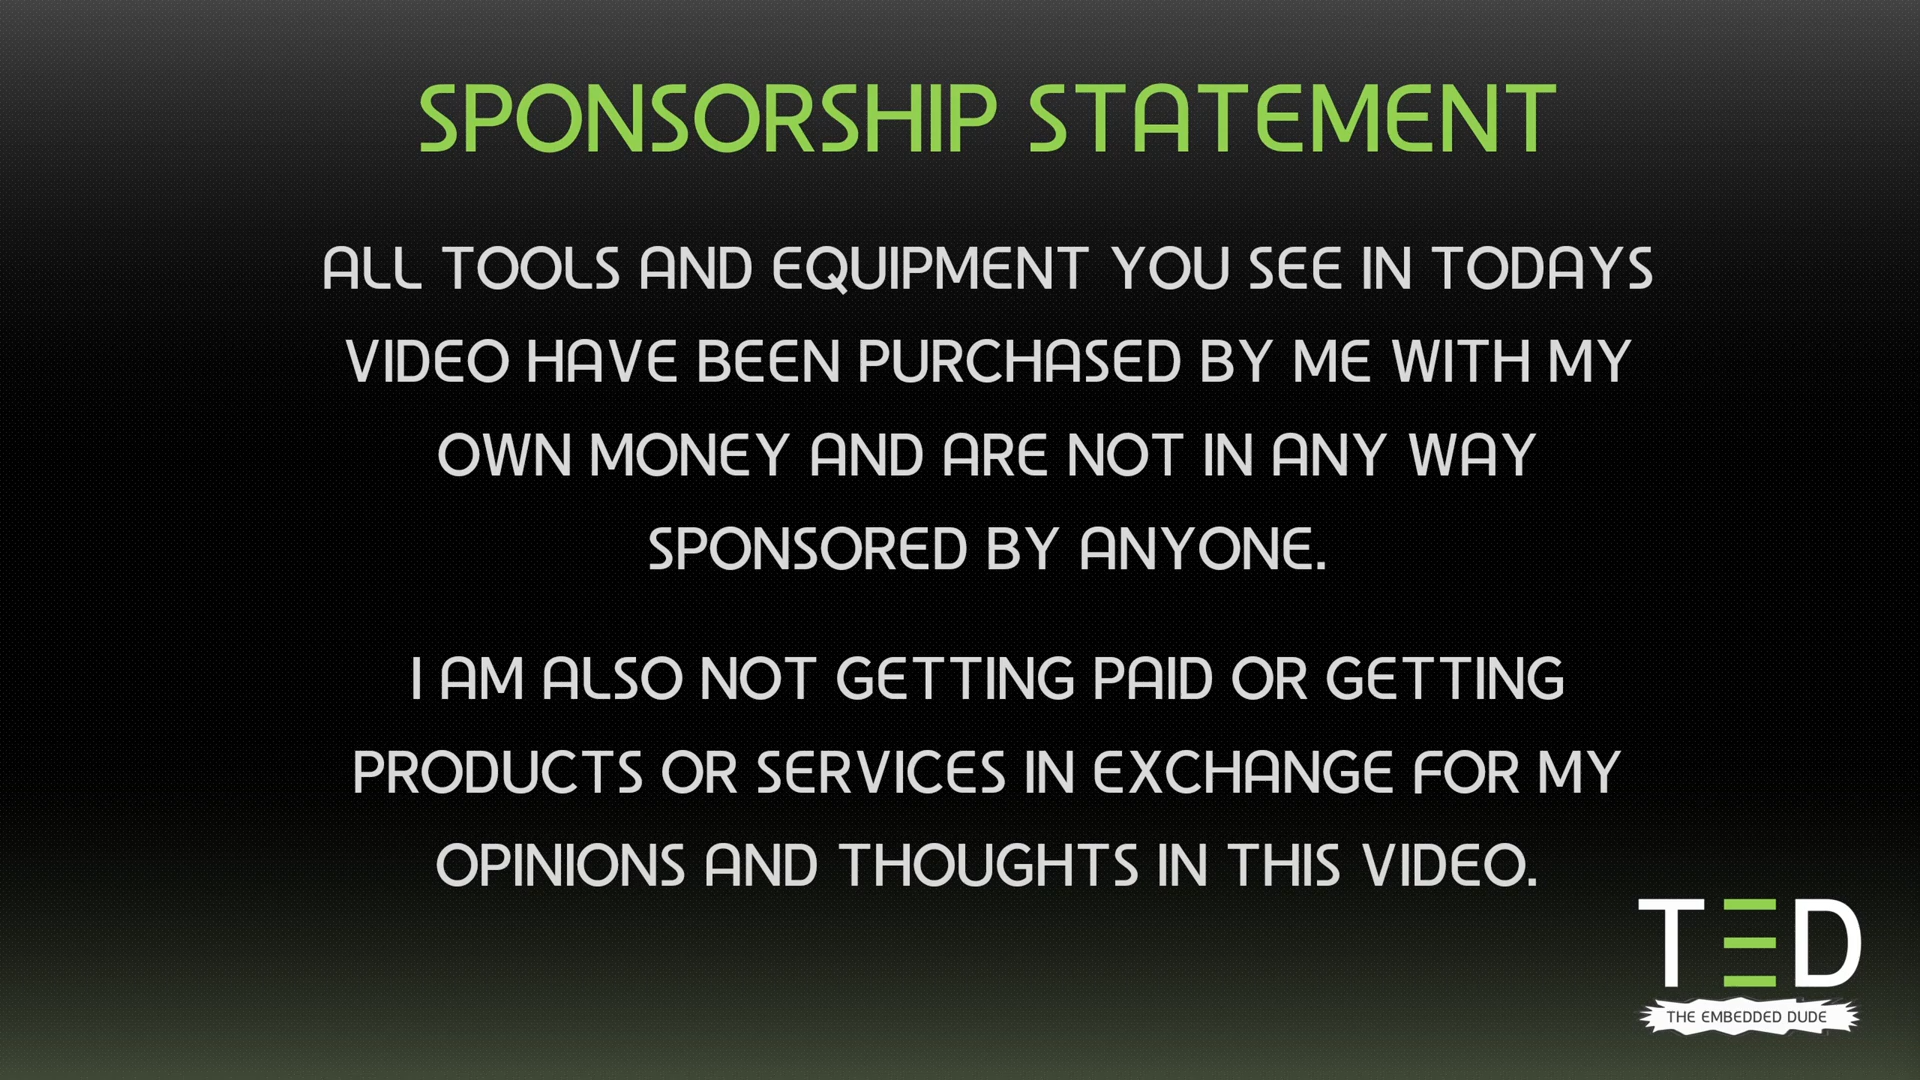 SPONSORSHIP STATEMENT
ALL TOOLS AND EQUIPMENT YOU SEE IN TODAYS
VIDEO HAVE BEEN PURCHASED BY ME WITH MY
OWN MONEY AND ARE NOT IN ANY WAY
SPONSORED BY ANYONE.
I AM ALSO NOT GETTING PAID OR GETTING
PRODUCTS OR SERVICES IN EXCHANGE FOR MY
OPINIONS AND THOUGHTS IN THIS VIDEO.
TED
THE EMBEDDED DUDE